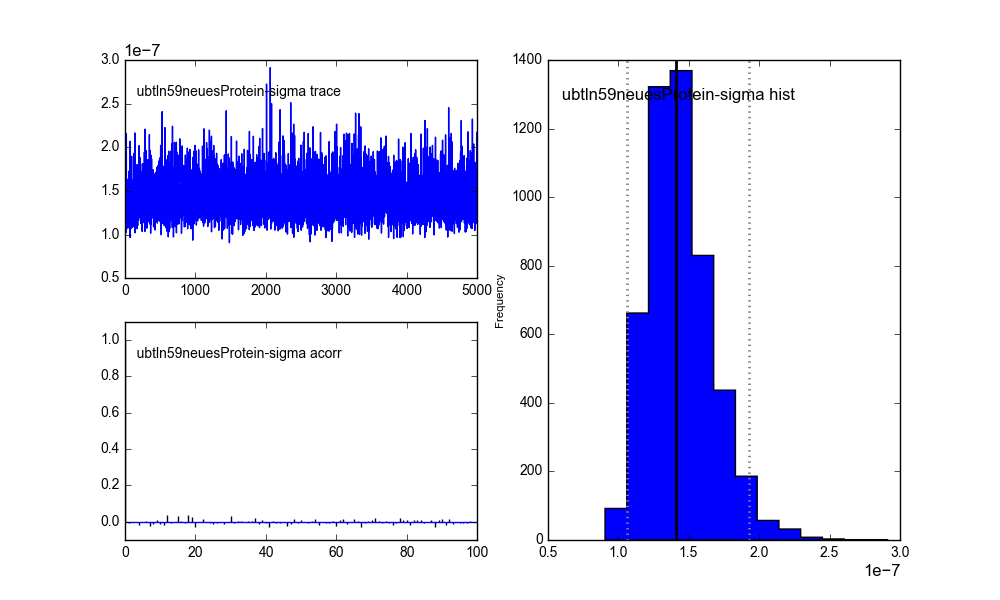 1e−7
3.0
2.5
2.0
1.5
1.0
0.5
ubtln59neuesProtein-sigma trace
0 1000 2000 3000 4000 5000
1.0
0.8
0.6
0.4
0.2
0.0
ubtln59neuesProtein-sigma acorr
0 20 40 60 80 100
Frequency
1400
1200
1000
800
600
400
200
0
ubtln59neuesProtein-sigma hist
0.5 1.0 1.5 2.0 2.5 3.0
1e−7